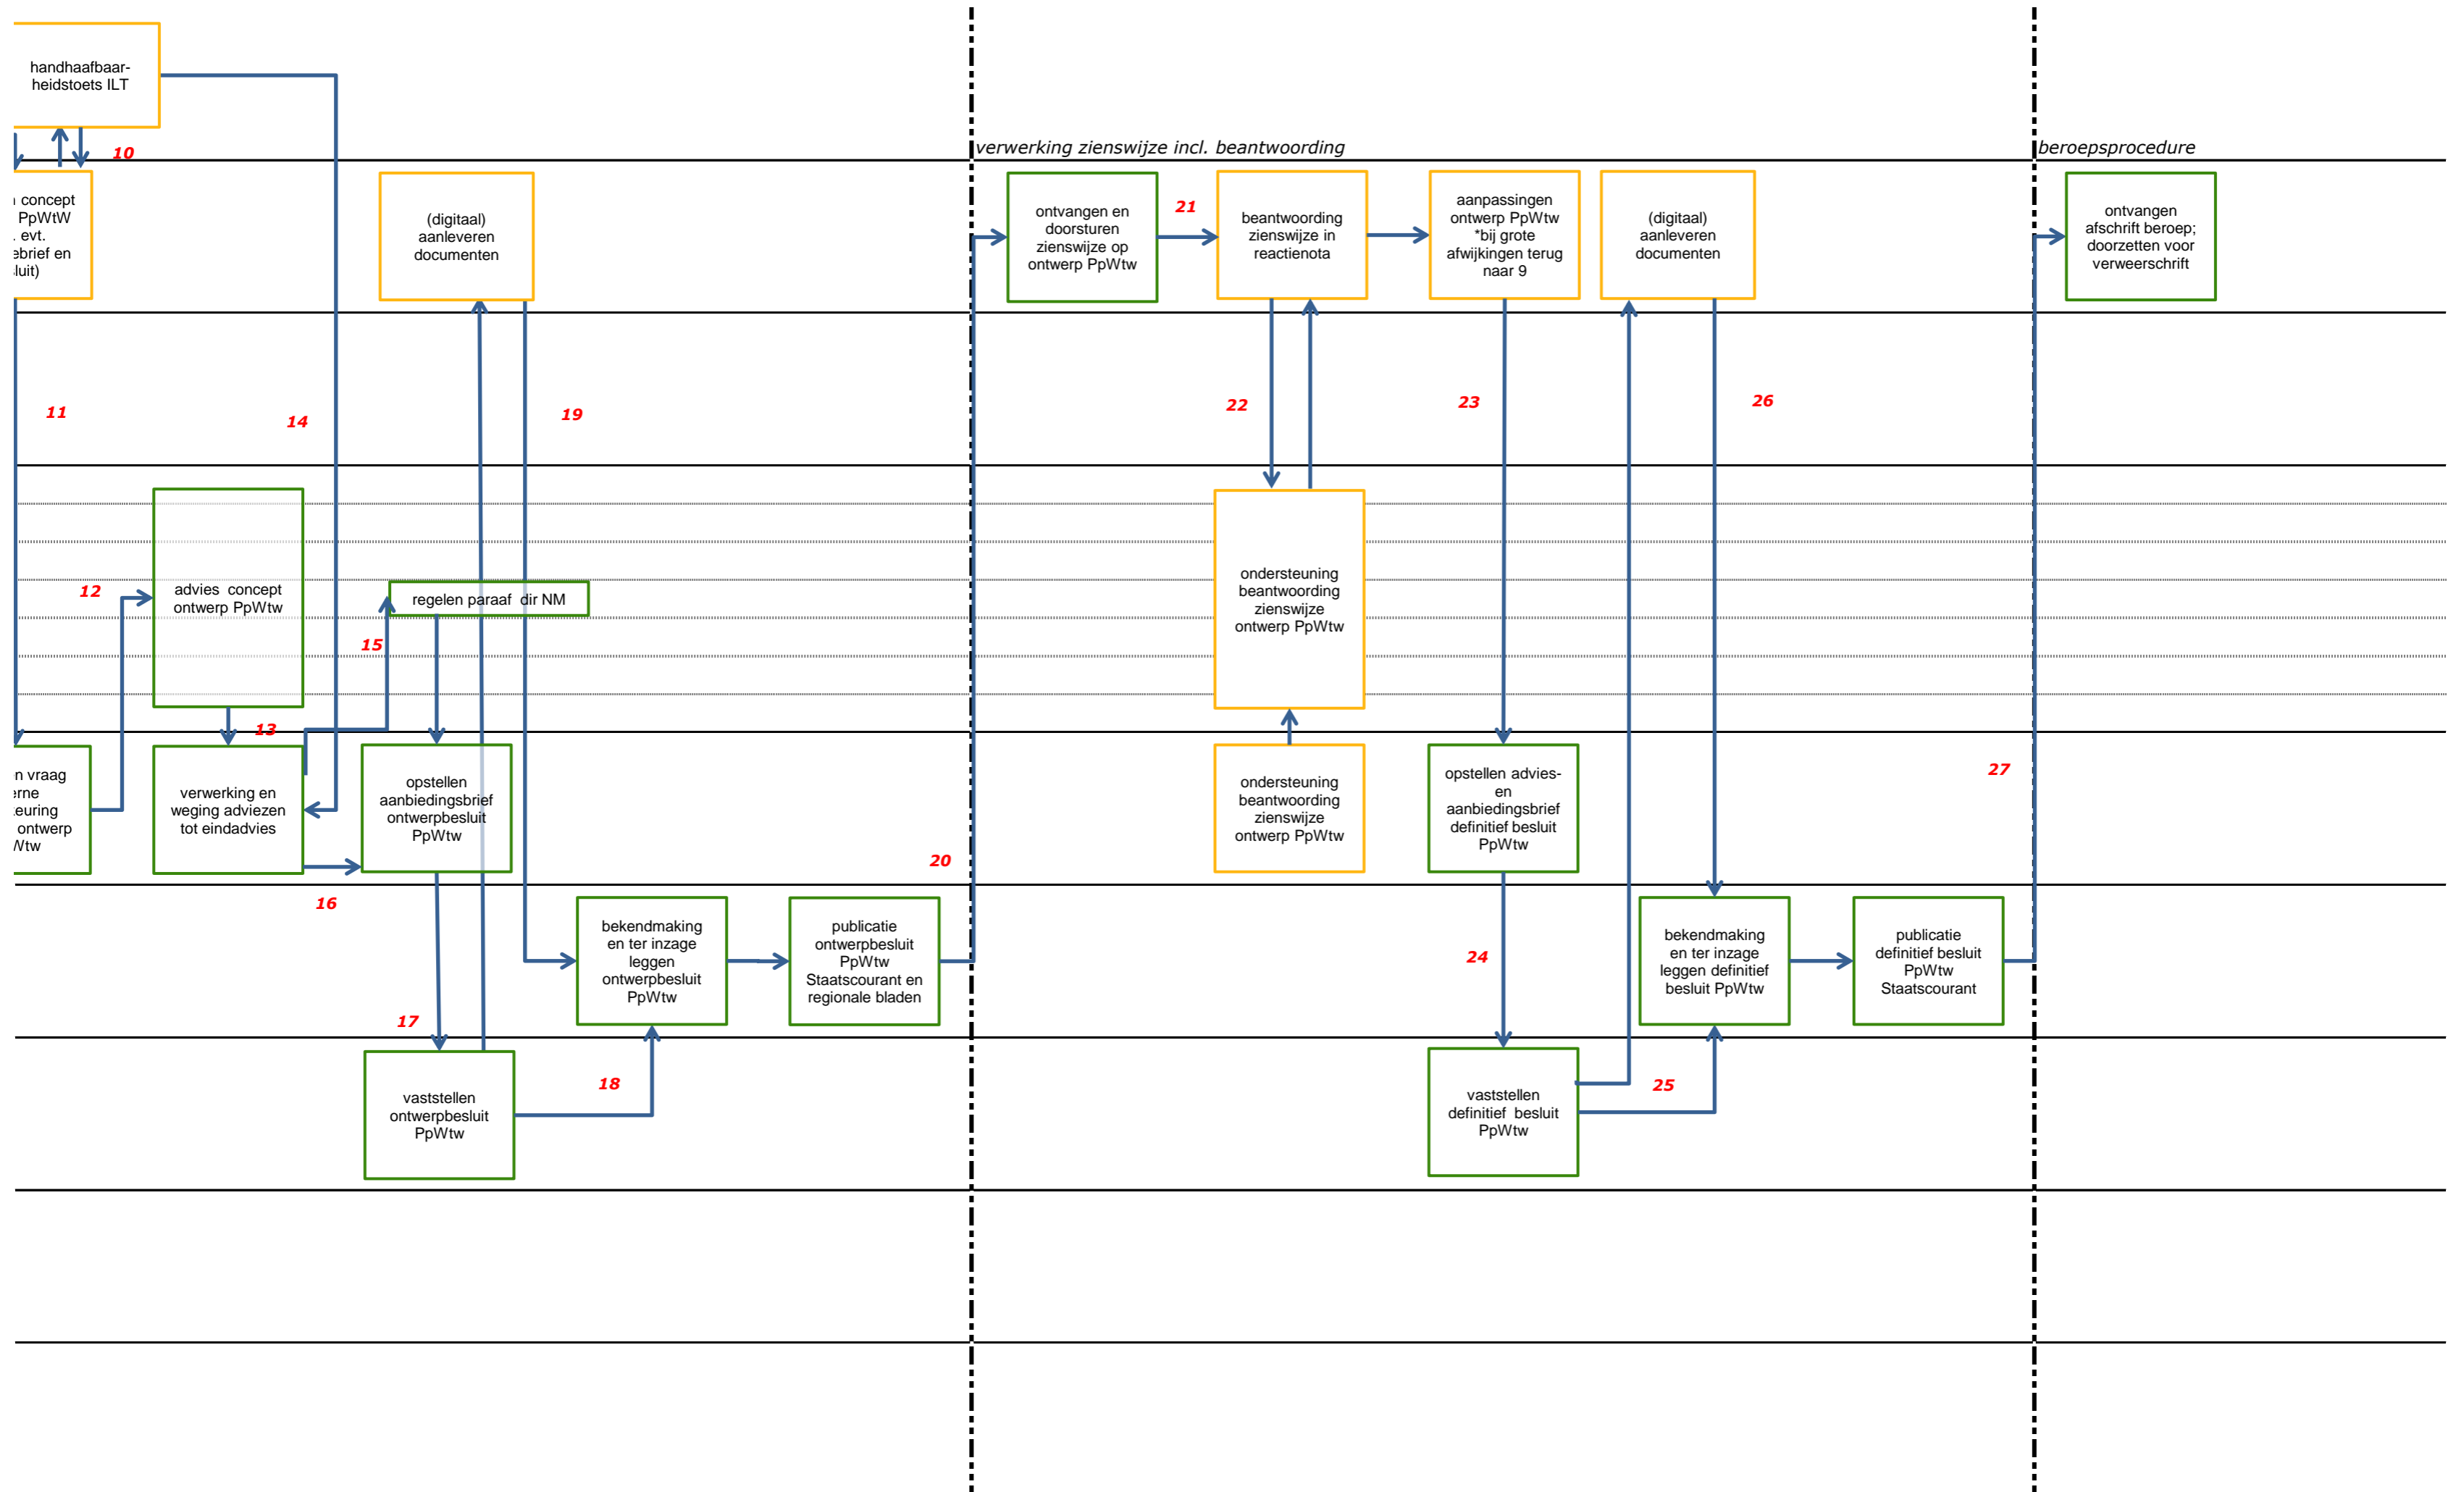 handhaafbaar-
heidstoets ILT
10
verwerking zienswijze incl. beantwoording
beroepsprocedure
concept
PpWtW
evt.
en
(digitaal)
aanleveren
documenten
ontvangen en
doorsturen
zienswijze op
ontwerp PpWtw
21
beantwoording
zienswijze in
reactienota
aanpassingen
ontwerp PpWtw
*bij grote
afwijkingen terug
naar 9
(digitaal)
aanleveren
documenten
ontvangen
afschrift beroep;
doorzetten voor
verweerschrift
11
14
19
22
23
26
12
advies concept
ontwerp PpWtw
regelen paraaf dir NM
15
ondersteuning
beantwoording
zienswijze
ontwerp PpWtw
13
vraag
ontwerp
verwerking en
weging adviezen
tot eindadvies
opstellen
aanbiedingsbrief
ontwerpbesluit
PpWtw
ondersteuning
beantwoording
zienswijze
ontwerp PpWtw
opstellen advies-
en
aanbiedingsbrief
definitief besluit
PpWtw
27
20
16
bekendmaking
en ter inzage
leggen
ontwerpbesluit
PpWtw
publicatie
ontwerpbesluit
PpWtw
Staatscourant en
regionale bladen
24
bekendmaking
en ter inzage
leggen definitief
besluit PpWtw
publicatie
definitief besluit
PpWtw
Staatscourant
17
vaststellen
ontwerpbesluit
PpWtw
18
vaststellen
definitief besluit
PpWtw
25